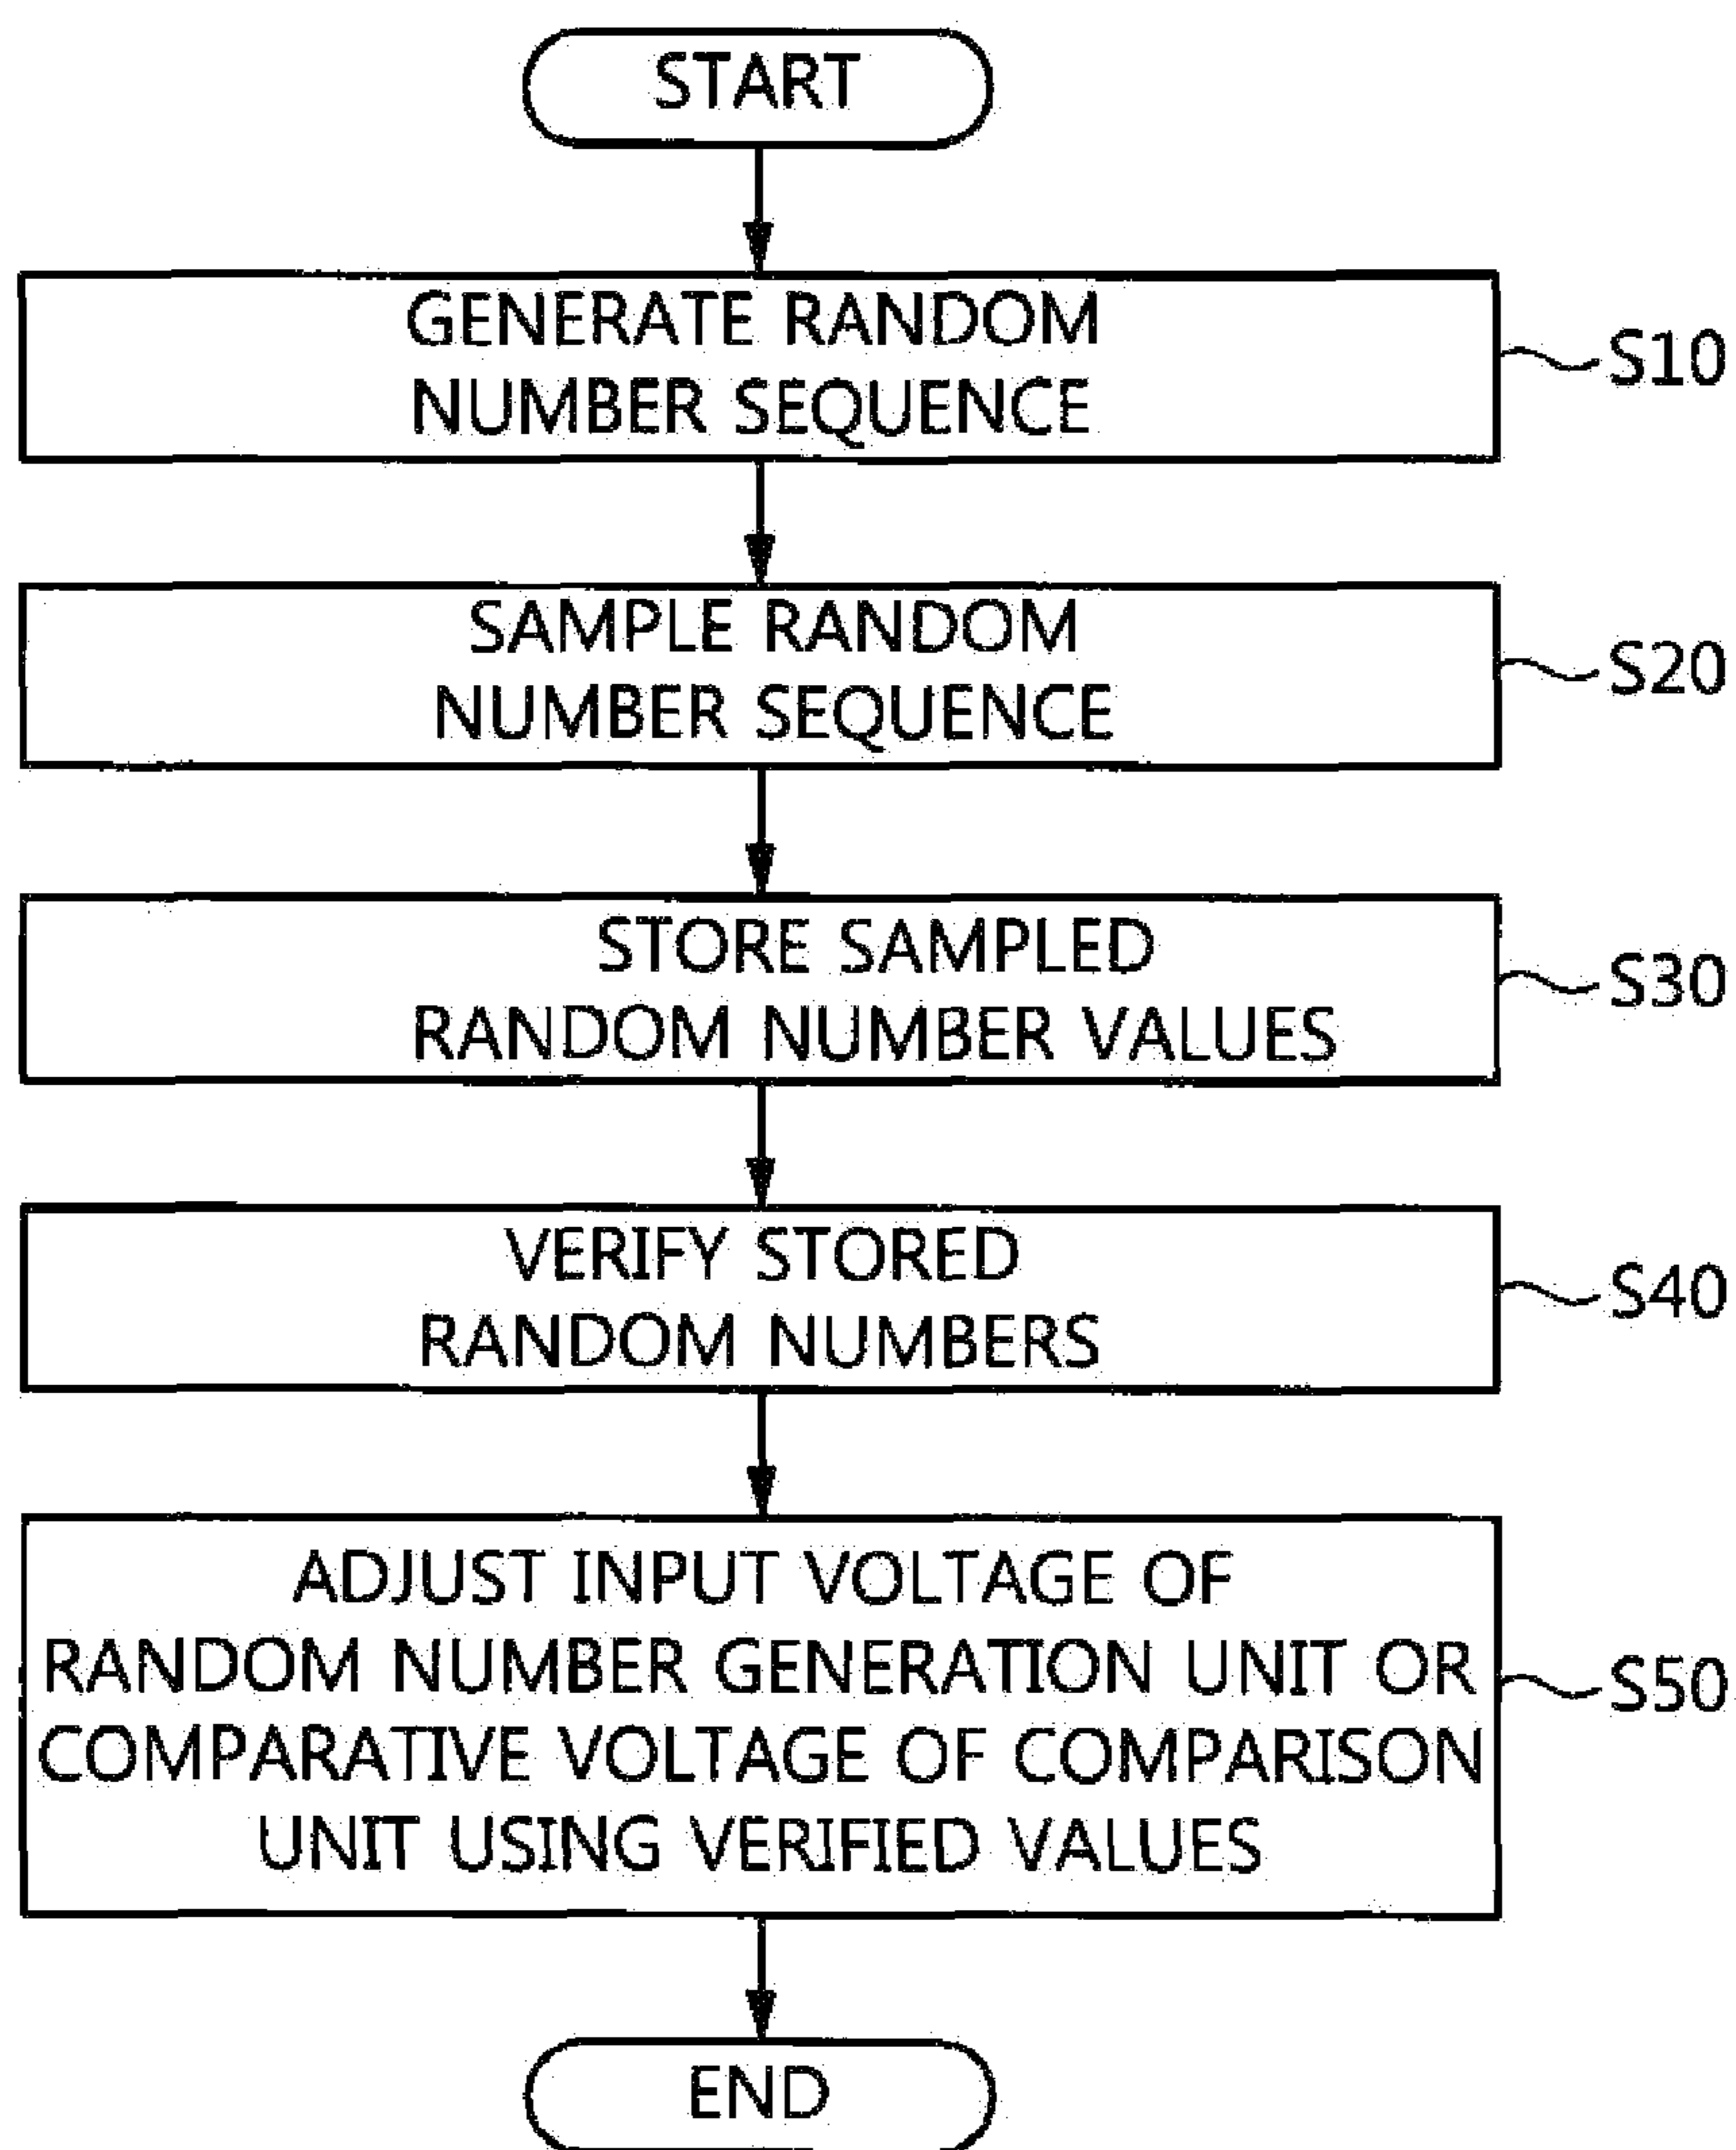 START
GENERATE RANDOM
NUMBER SEQUENCE
S10
SAMPLE RANDOM
NUMBER SEQUENCE
S20
STORE SAMPLED
RANDOM NUMBER VALUES
S30
VERIFY STORED
RANDOM NUMBERS
S40
ADJUST INPUT VOLTAGE OF
RANDOM NUMBER GENERATION UNIT OR
COMPARATIVE VOLTAGE OF COMPARISON
UNIT USING VERIFIED VALUES
S50
END